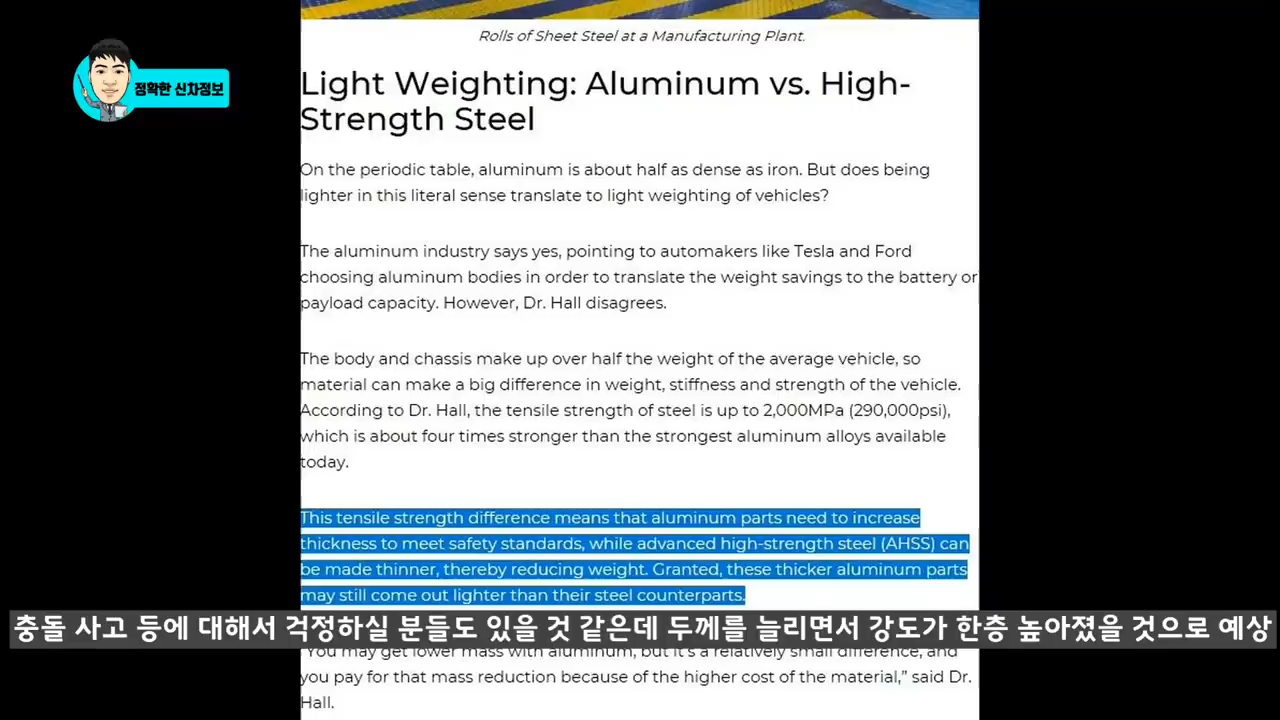 Rolls of Sheet Steel at a Manufacturing Plant.
정확한 신차정보
Light Weighting: Aluminum vs. High-
Strength Steel
On the periodic table, aluminum is about half as dense as iron. But does being
lighter in this literal sense translate to light weighting of vehicles?
The aluminum industry says yes, pointing to automakers like Tesla and Ford
choosing aluminum bodies in order to translate the weight savings to the battery or
payload capacity. However, Dr. Hall disagrees.
The body and chassis make up over half the weight of the average vehicle, so
material can make a big difference in weight, stiffness and strength of the vehicle.
According to Dr. Hall, the tensile strength of steel is up to 2,000MPa (290,000psi),
which is about four times stronger than the strongest aluminum alloys available
today.
This tensile strength difference means that aluminum parts need to increase
thickness to meet safety standards, while advanced high-strength steel (AHSS) can
be made thinner, thereby reducing weight. Granted, these thicker aluminum parts
may still come out lighter than their steel counterparts.
충돌 사고 등에 대해서 걱정하실 분들도 있을 것 같은데 두께를 늘리면서 강도가 한층 높아졌을 것으로 예상
"You may get lower mass with aluminum, but it's a relatively small difference, and
you pay for that mass reduction because of the higher cost of the material," said Dr.
Hall.